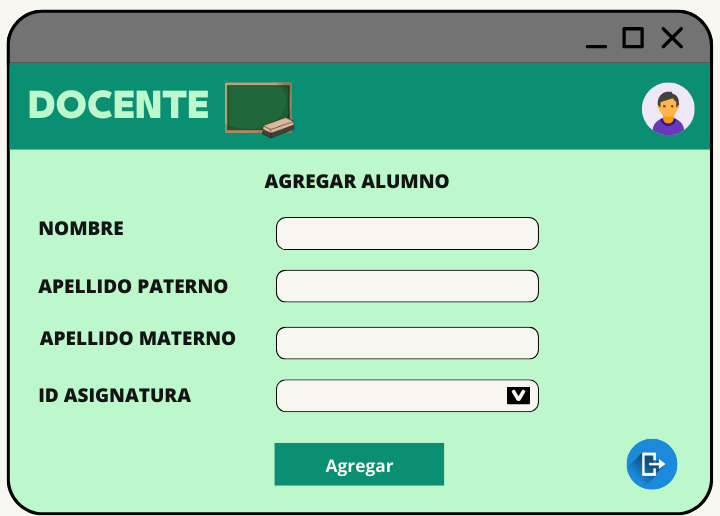 DOCENTE
AGREGAR ALUMNO
NOMBRE
APELLIDO PATERNO
APELLIDO MATERNO
ID ASIGNATURA
Agregar